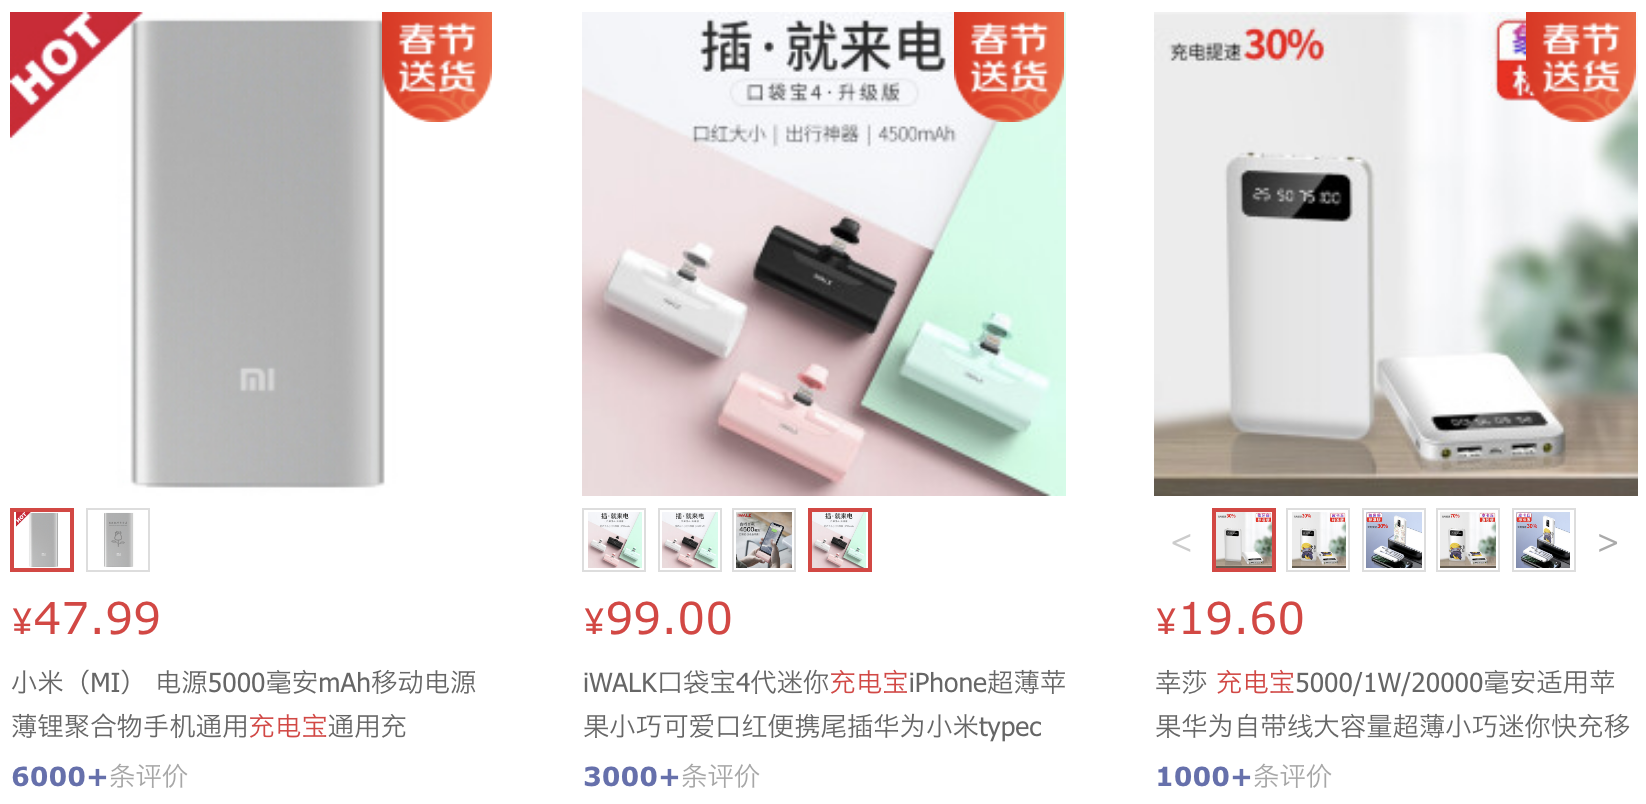 HOT
春节
送货
MI
¥47.99
小米（MI） 电源5000毫安mAh移动电源
薄锂聚合物手机通用充电宝通用充
6000+条评价
插·就来电
春节
送货
口袋宝4·升级版
口红大小｜出行神器｜4500mAh
¥99.00
iWALK口袋宝4代迷你充电宝iPhone超薄苹
果小巧可爱口红便携尾插华为小米typec
3000+条评价
充电提速30%
春节
送货
25 50 75 100
<
>
¥19.60
幸莎 充电宝5000/1W/20000毫安适用苹
果华为自带线大容量超薄小巧迷你快充移
1000+条评价